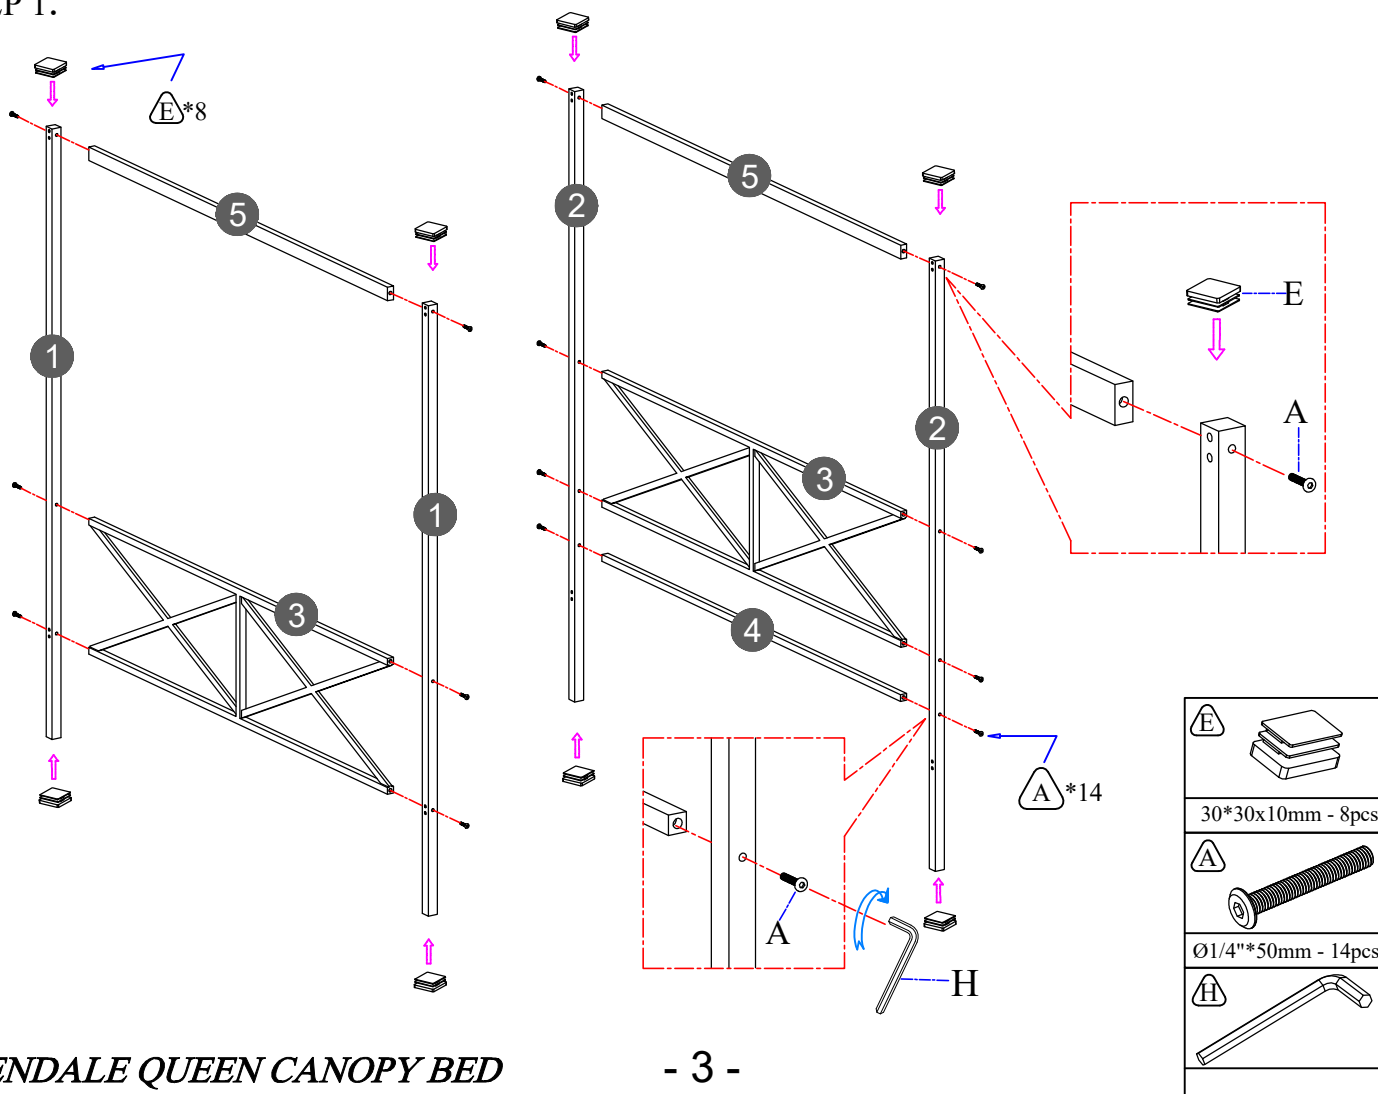 P 1.
E*8
5
5
2
1
2
3
1
3
4
E
A
A *14
A
H
E
30*30x10mm - 8pcs
A
Ø1/4"*50mm - 14pcs
H
ENDALE QUEEN CANOPY BED
- 3 -